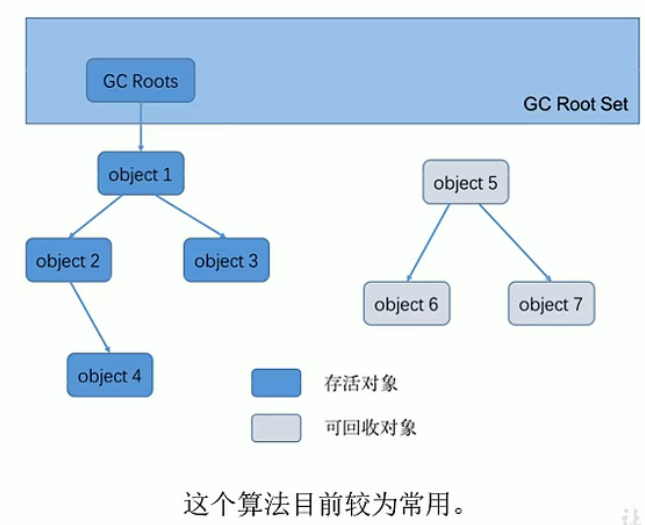 GC Roots
GC Root Set
object 1
object 5
object 2
object 3
object 6
object 7
object 4
存活对象
可回收对象
这个算法目前较为常用。
让